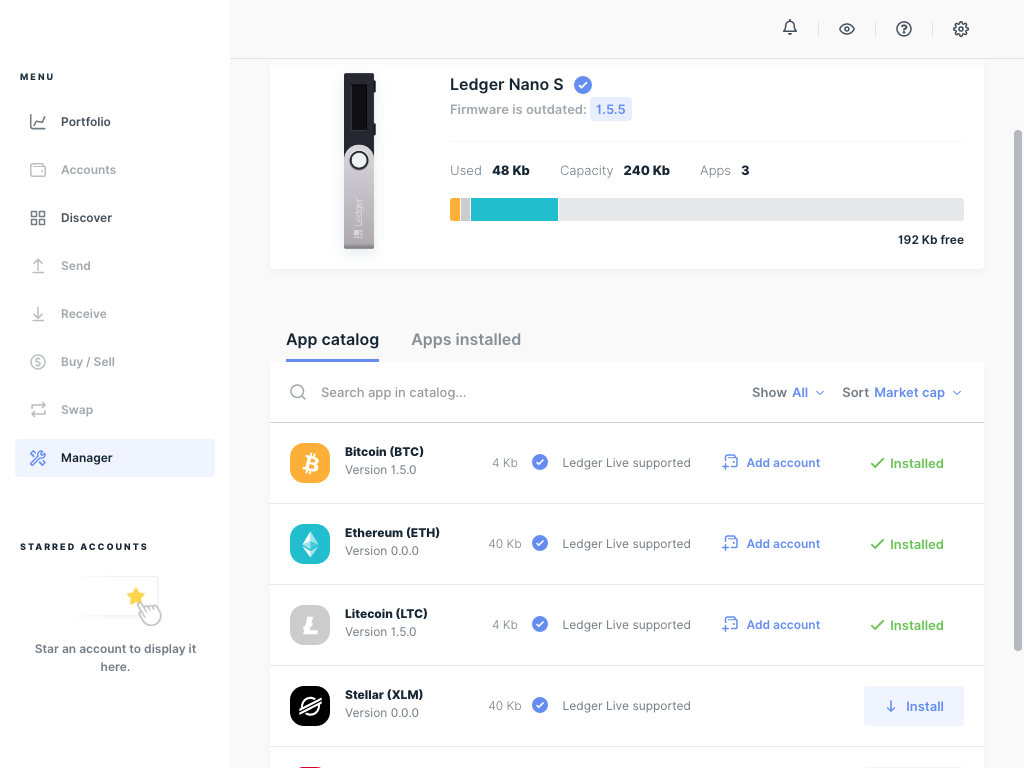 MENU
Portfolio
Accounts
Discover
Send
Receive
Buy / Sell
Swap
Manager
STARRED ACCOUNTS
Star an account to display it
here.
Ledger Nano S
Firmware is outdated: 1.5.5
Used 48 Kb Capacity 240 Kb Apps 3
192 Kb free
Ledger
App catalog Apps installed
Search app in catalog... Show All Sort Market cap
Bitcoin (BTC)
Version 1.5.0
4 Kb Ledger Live supported Add account Installed
Ethereum (ETH)
Version 0.0.0
40 Kb Ledger Live supported Add account Installed
Litecoin (LTC)
Version 1.5.0
4 Kb Ledger Live supported Add account Installed
Stellar (XLM)
Version 0.0.0
40 Kb Ledger Live supported Install